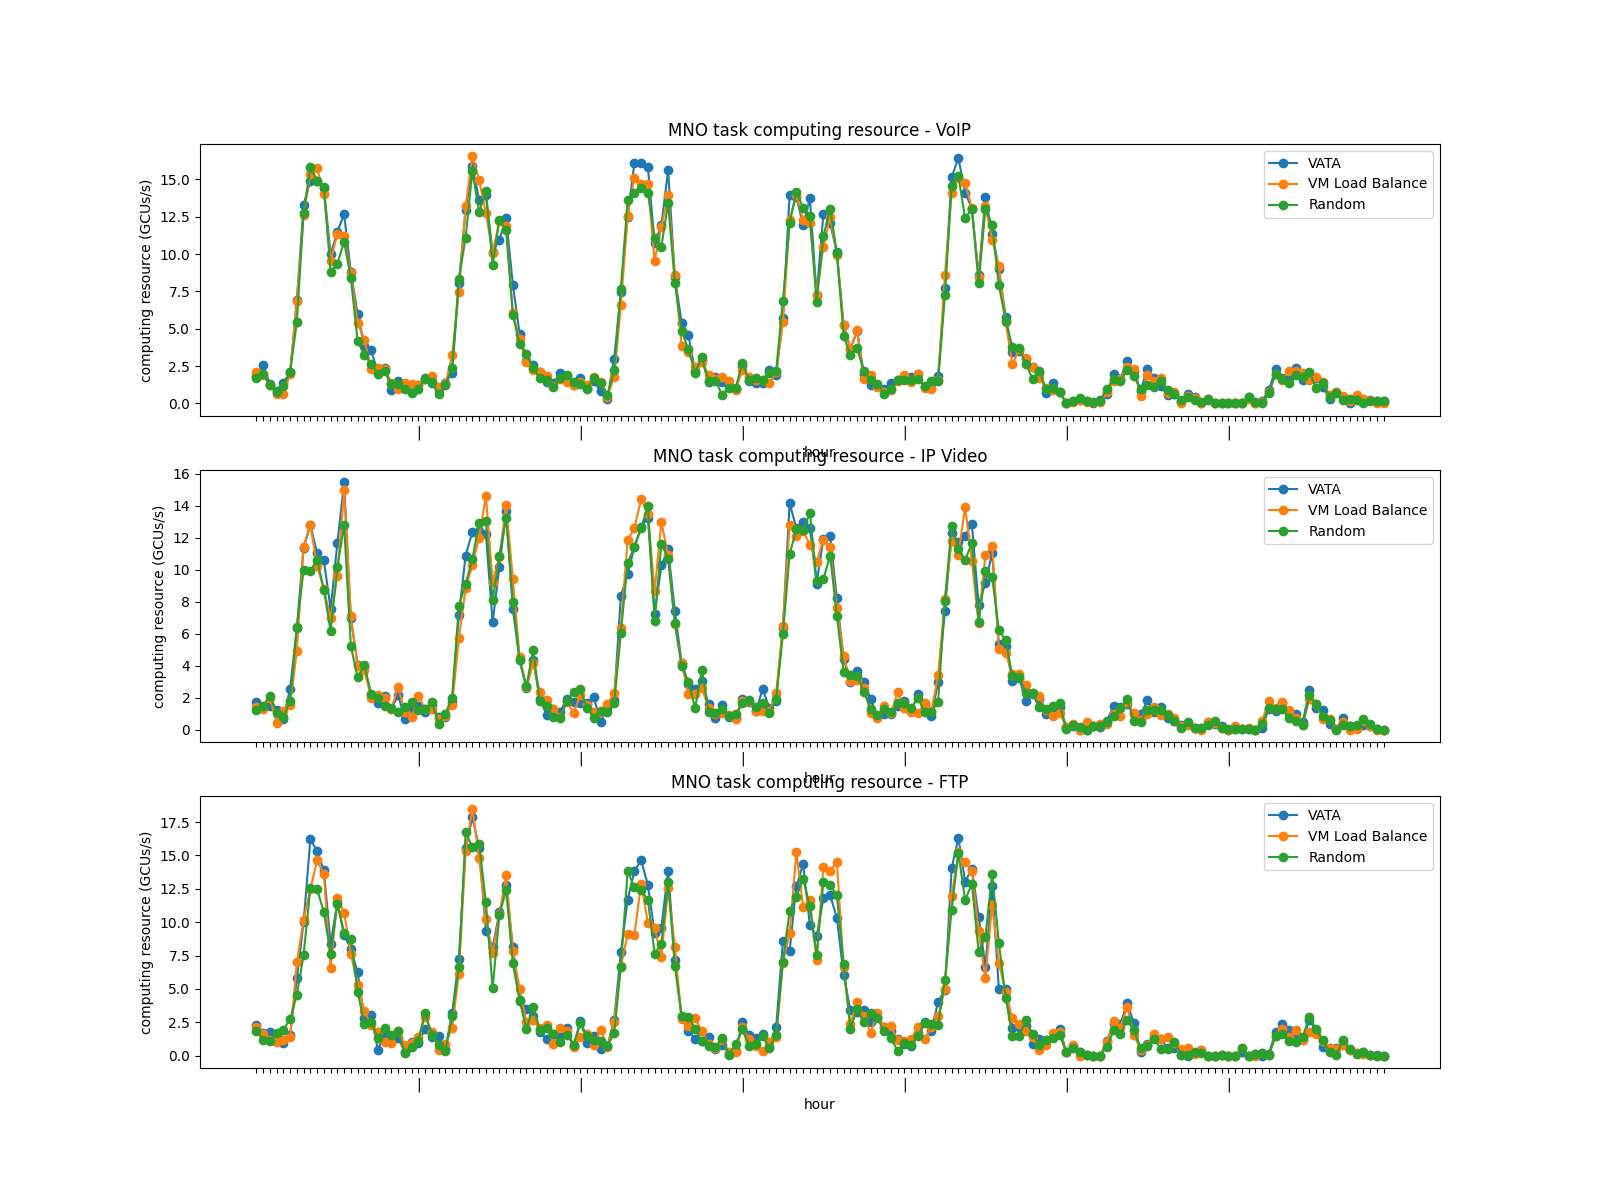 MNO task computing resource - VoIP
computing resource (GCUs/s)
15.0
12.5
10.0
7.5
5.0
2.5
0.0
VATA
VM Load Balance
Random
hour
MNO task computing resource - IP Video
computing resource (GCUs/s)
16
14
12
10
8
6
4
2
0
VATA
VM Load Balance
Random
hour
MNO task computing resource - FTP
computing resource (GCUs/s)
17.5
15.0
12.5
10.0
7.5
5.0
2.5
0.0
VATA
VM Load Balance
Random
hour